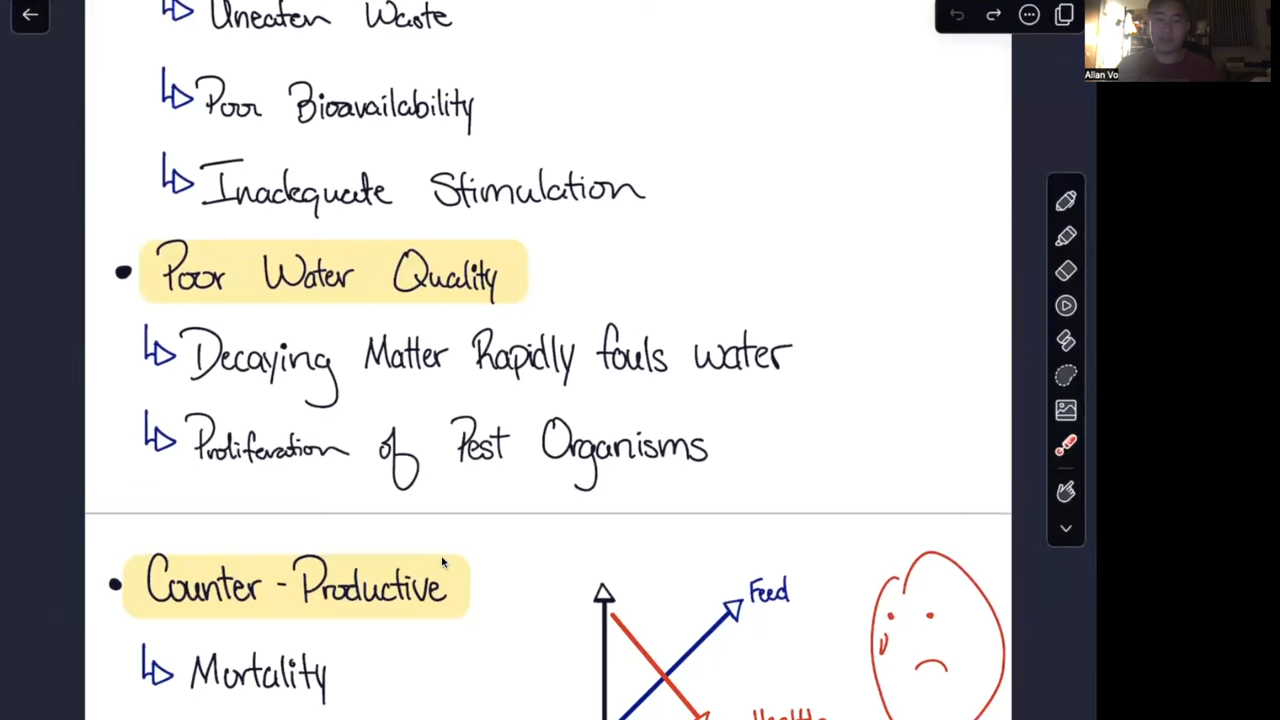 Uneaten Waste
Poor Bioavailability
Inadequate Stimulation
• Poor Water Quality
Decaying Matter Rapidly fouls water
Proliferation of Pest Organisms
• Counter-Productive
Mortality
Feed
Health
Allan Vo